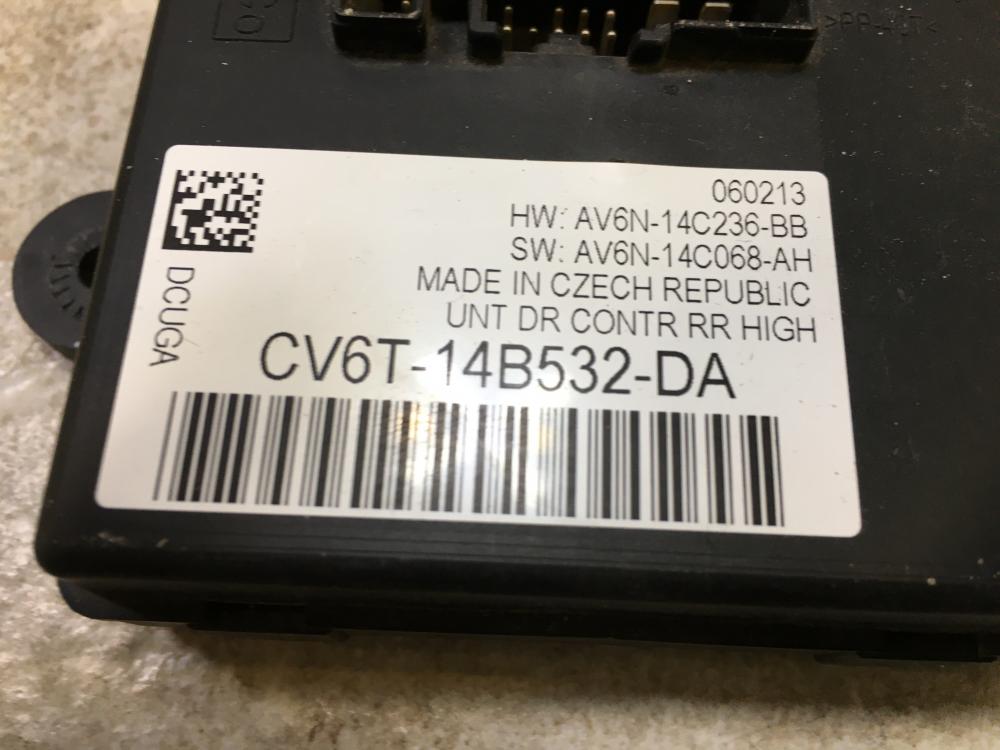 060213
HW: AV6N-14C236-BB
SW: AV6N-14C068-AH
MADE IN CZECH REPUBLIC
UNT DR CONTR RR HIGH
CV6T-14B532-DA
DCUGA